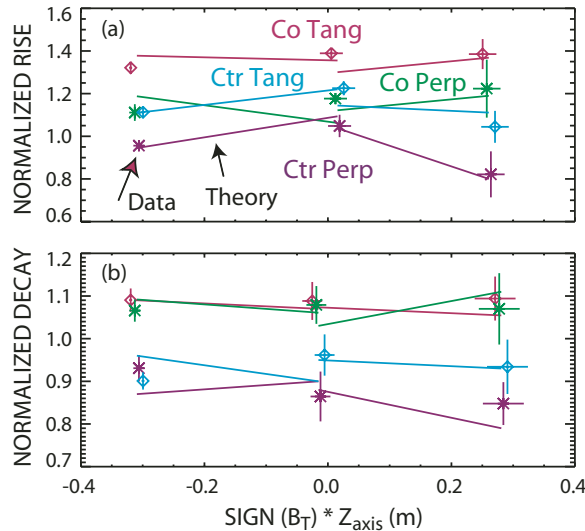 (a)
Co Tang
Ctr Tang
Co Perp
Ctr Perp
Data
Theory
NORMALIZED RISE
1.6
1.4
1.2
1.0
0.8
0.6
(b)
NORMALIZED DECAY
1.2
1.1
1.0
0.9
0.8
0.7
-0.4
-0.2
0.0
0.2
0.4
SIGN (B_T) * Z_axis (m)